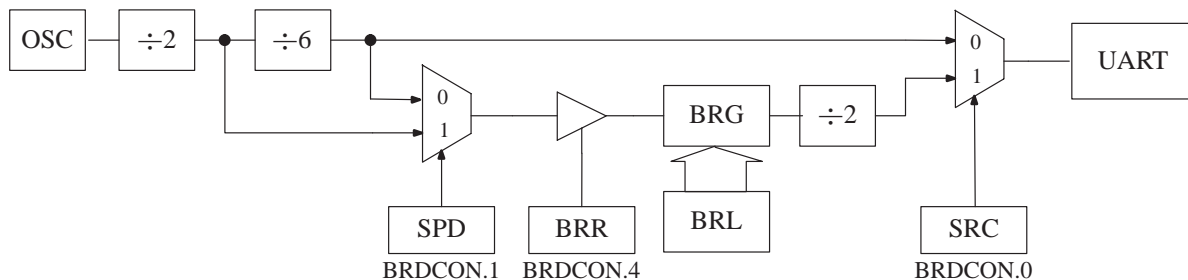 OSC
÷2
÷6
0
1
UART
0
1
BRG
÷2
SPD
BRR
BRL
SRC
BRDCON.1
BRDCON.4
BRDCON.0